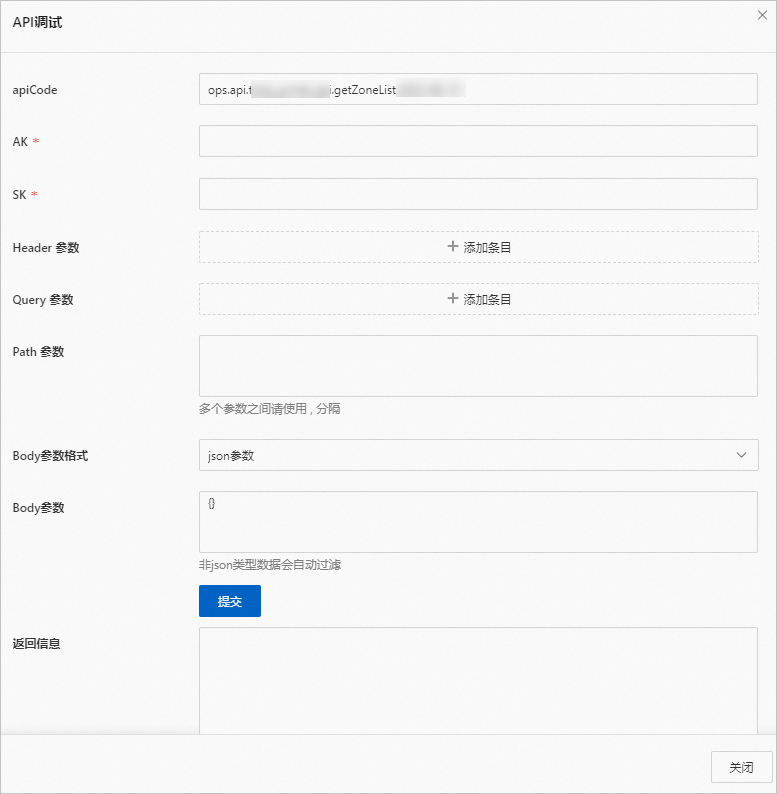 API调试
apiCode
ops.api. .getZoneList
AK *
SK *
Header 参数
+ 添加条目
Query 参数
+ 添加条目
Path 参数
多个参数之间请使用 , 分隔
Body参数格式
json参数
Body参数
{}
非json类型数据会自动过滤
提交
返回信息
关闭